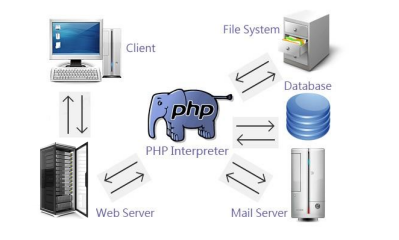 File System
Client
Database
php
PHP Interpreter
Web Server
Mail Server